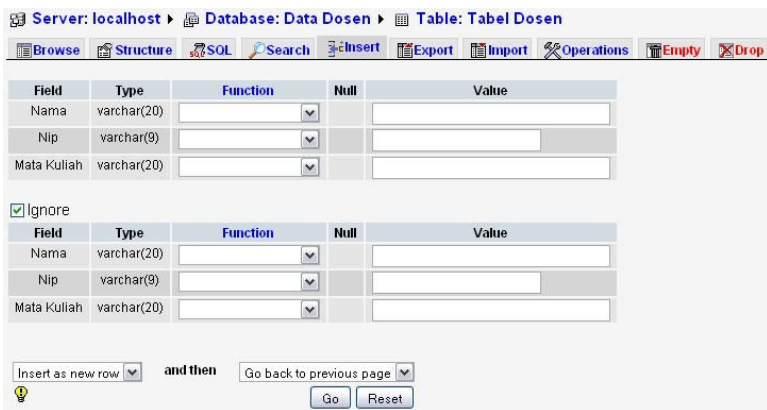 Server: localhost ▸ Database: Data Dosen ▸ Table: Tabel Dosen
Browse Structure SQL Search Insert Export Import Operations Empty Drop
Field Type Function Null Value
Nama varchar(20)
Nip varchar(9)
Mata Kuliah varchar(20)
Ignore
Field Type Function Null Value
Nama varchar(20)
Nip varchar(9)
Mata Kuliah varchar(20)
Insert as new row and then Go back to previous page
Go Reset